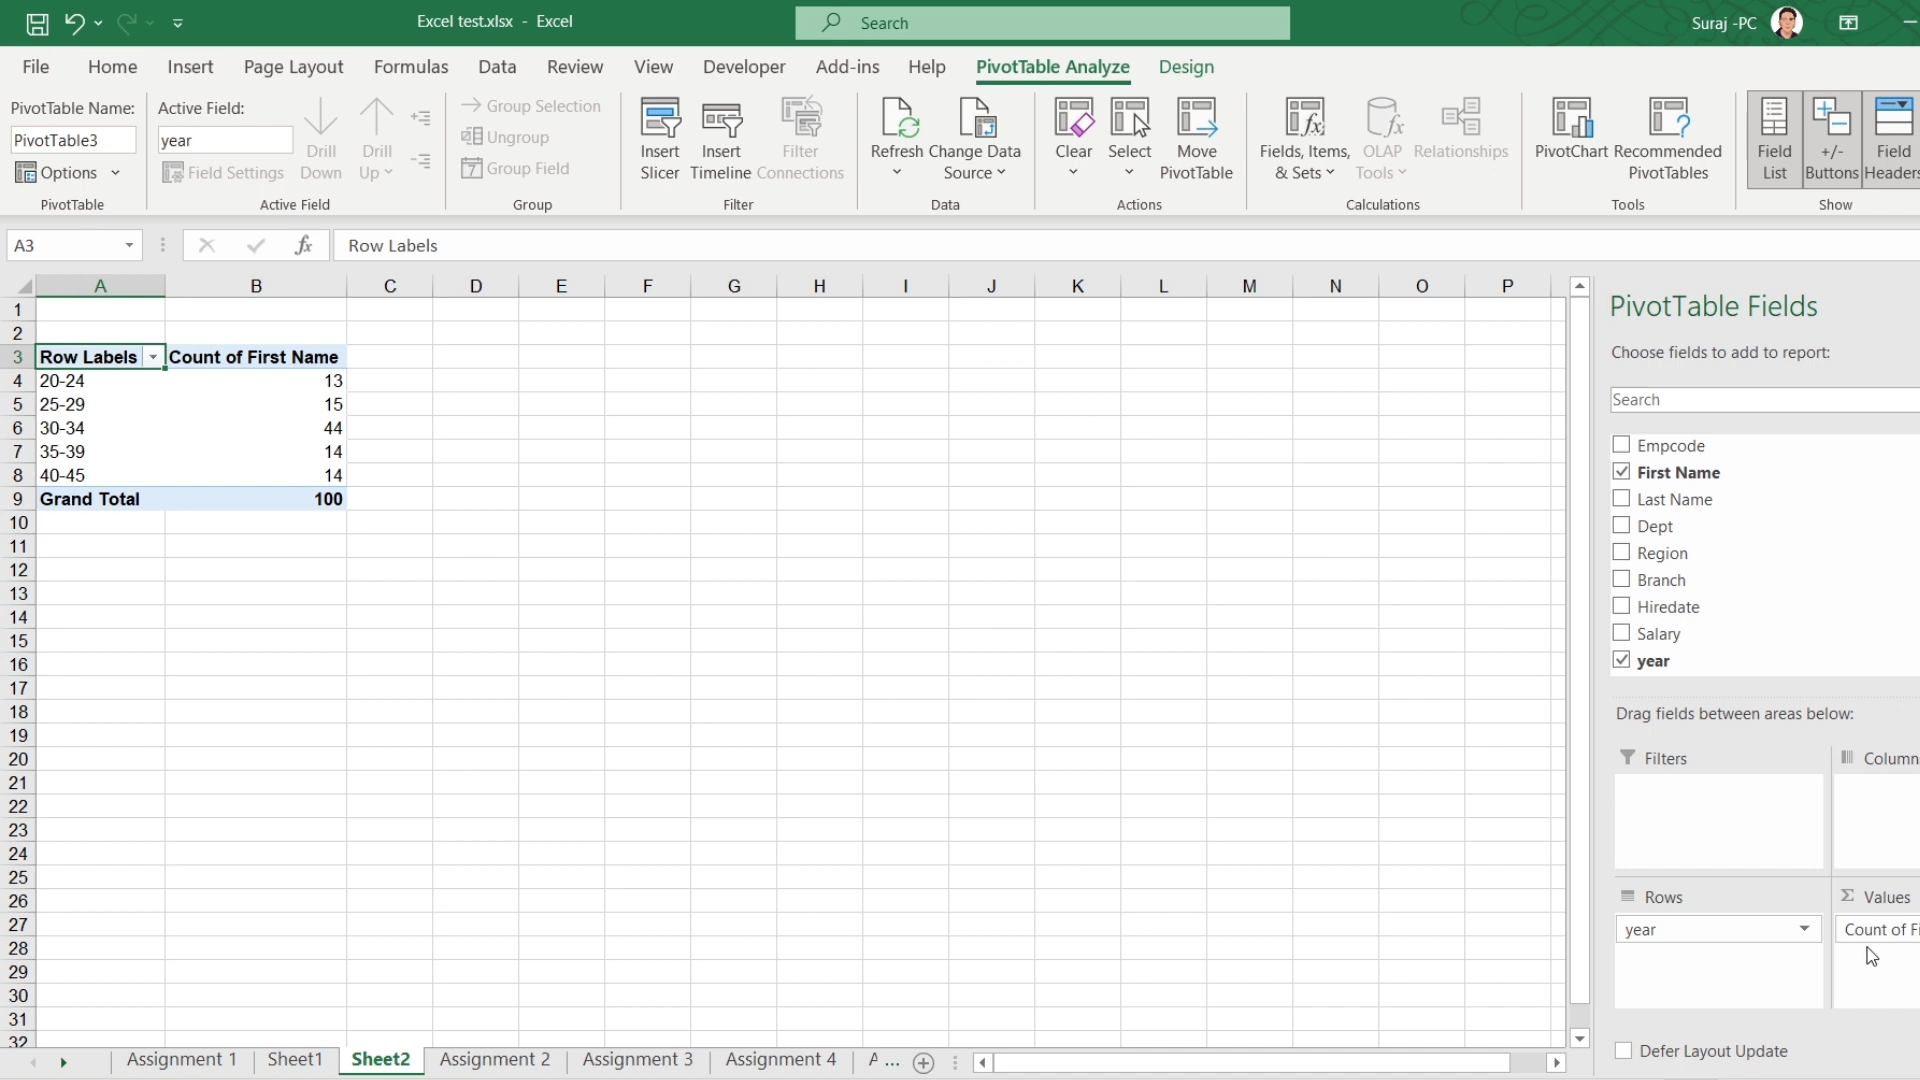 Excel test.xlsx - Excel
Search
Suraj -PC
File Home Insert Page Layout Formulas Data Review View Developer Add-ins Help PivotTable Analyze Design
PivotTable Name:
PivotTable3
Options
PivotTable
Active Field:
year
Field Settings
Drill Down
Drill Up
Active Field
Group Selection
Ungroup
Group Field
Group
Insert Slicer
Insert Timeline
Filter Connections
Filter
Refresh
Change Data Source
Data
Clear
Select
Move PivotTable
Actions
Fields, Items, & Sets
OLAP Tools
Relationships
Calculations
PivotChart
Recommended PivotTables
Tools
Field List
+/- Buttons
Field Headers
Show
A3
fx
Row Labels
A B C D E F G H I J K L M N O P
1
2
3 Row Labels Count of First Name
4 20-24 13
5 25-29 15
6 30-34 44
7 35-39 14
8 40-45 14
9 Grand Total 100
10
11
12
13
14
15
16
17
18
19
20
21
22
23
24
25
26
27
28
29
30
31
32
PivotTable Fields
Choose fields to add to report:
Search
Empcode
First Name
Last Name
Dept
Region
Branch
Hiredate
Salary
year
Drag fields between areas below:
Filters
Columns
Rows
Σ Values
year
Count of Fi
Defer Layout Update
Assignment 1 Sheet1 Sheet2 Assignment 2 Assignment 3 Assignment 4 A ...